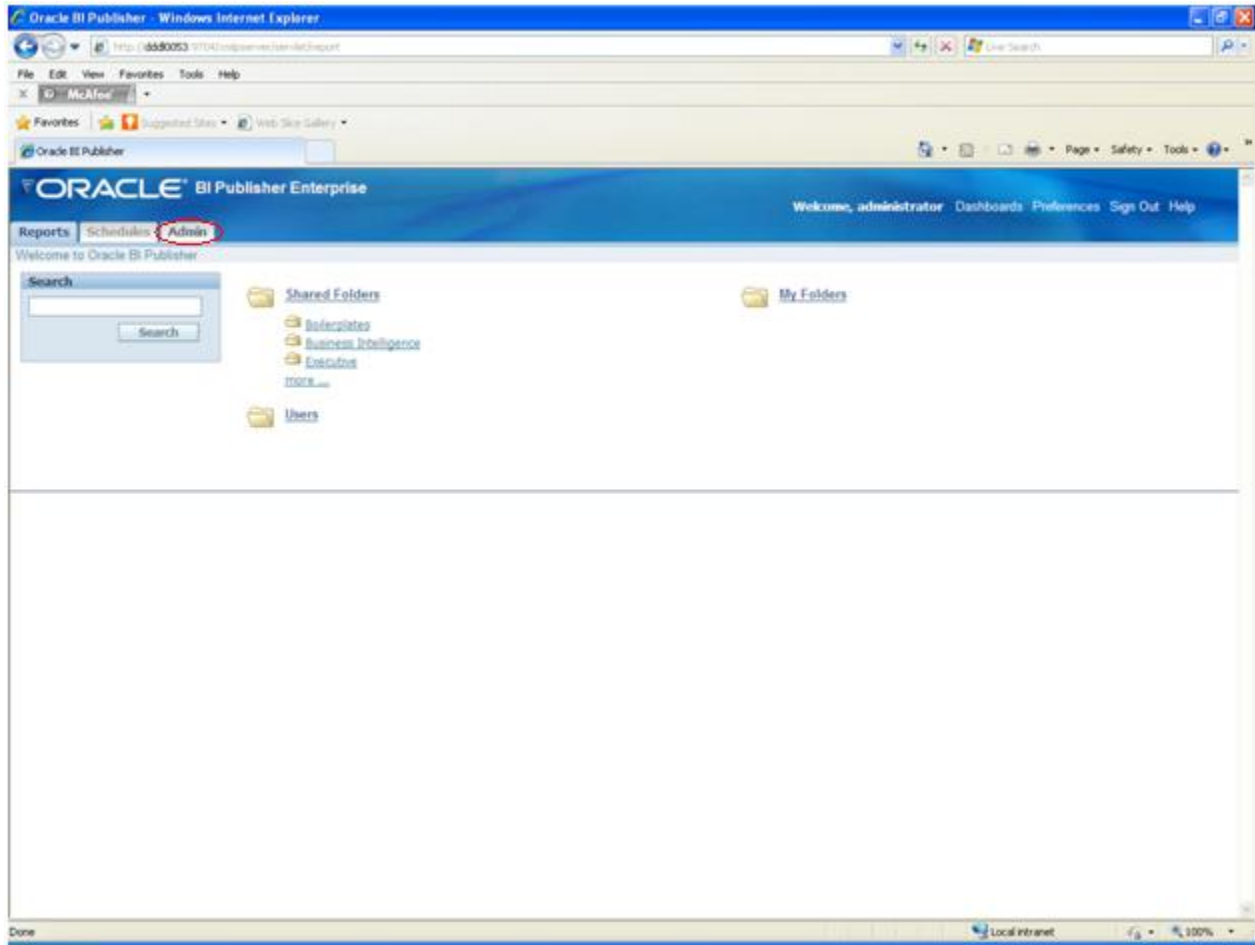 Oracle BI Publisher - Windows Internet Explorer
Live Search
File Edit View Favorites Tools Help
X McAfee
Favorites Suggested Sites Web Slice Gallery
Oracle BI Publisher
Page Safety Tools
ORACLE BI Publisher Enterprise
Welcome, administrator Dashboards Preferences Sign Out Help
Reports Schedules Admin
Welcome to Oracle BI Publisher
Search
Search
Shared Folders
Boilerplates
Business Intelligence
Executive
more ...
Users
My Folders
Done
Local intranet
100%